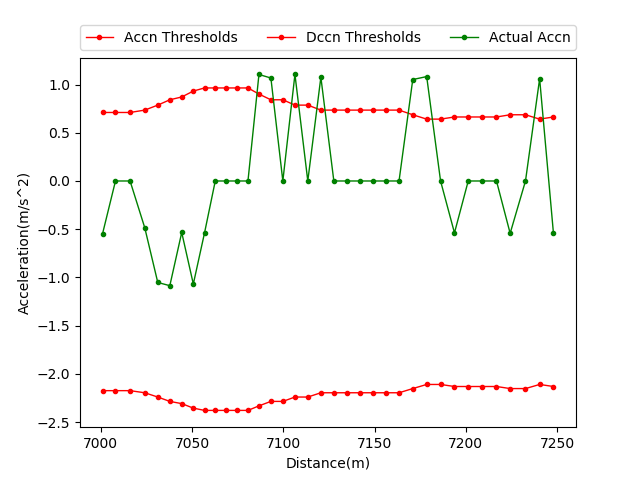 Accn Thresholds Dccn Thresholds Actual Accn
1.0
0.5
0.0
−0.5
−1.0
−1.5
−2.0
−2.5
Acceleration(m/s^2)
7000 7050 7100 7150 7200 7250
Distance(m)